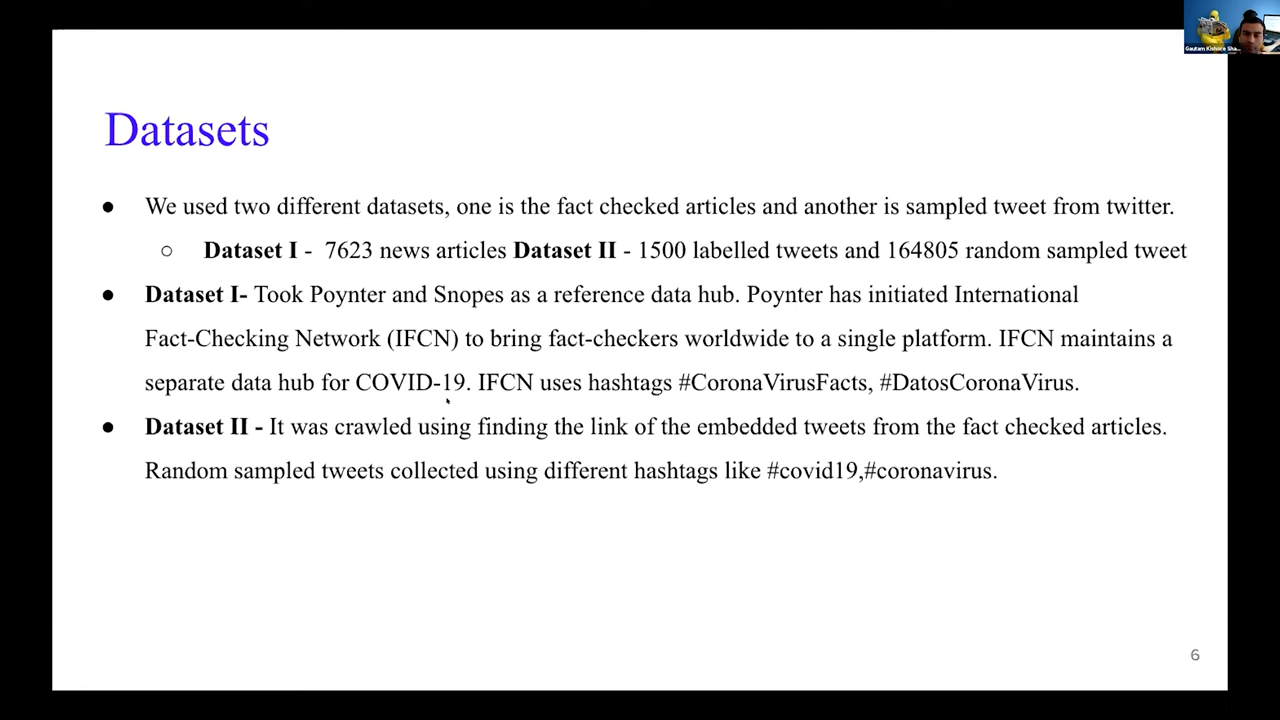 Gautam Kishore Sha...
Datasets
● We used two different datasets, one is the fact checked articles and another is sampled tweet from twitter.
○ Dataset I - 7623 news articles Dataset II - 1500 labelled tweets and 164805 random sampled tweet
● Dataset I- Took Poynter and Snopes as a reference data hub. Poynter has initiated International
Fact-Checking Network (IFCN) to bring fact-checkers worldwide to a single platform. IFCN maintains a
separate data hub for COVID-19. IFCN uses hashtags #CoronaVirusFacts, #DatosCoronaVirus.
● Dataset II - It was crawled using finding the link of the embedded tweets from the fact checked articles.
Random sampled tweets collected using different hashtags like #covid19,#coronavirus.
6